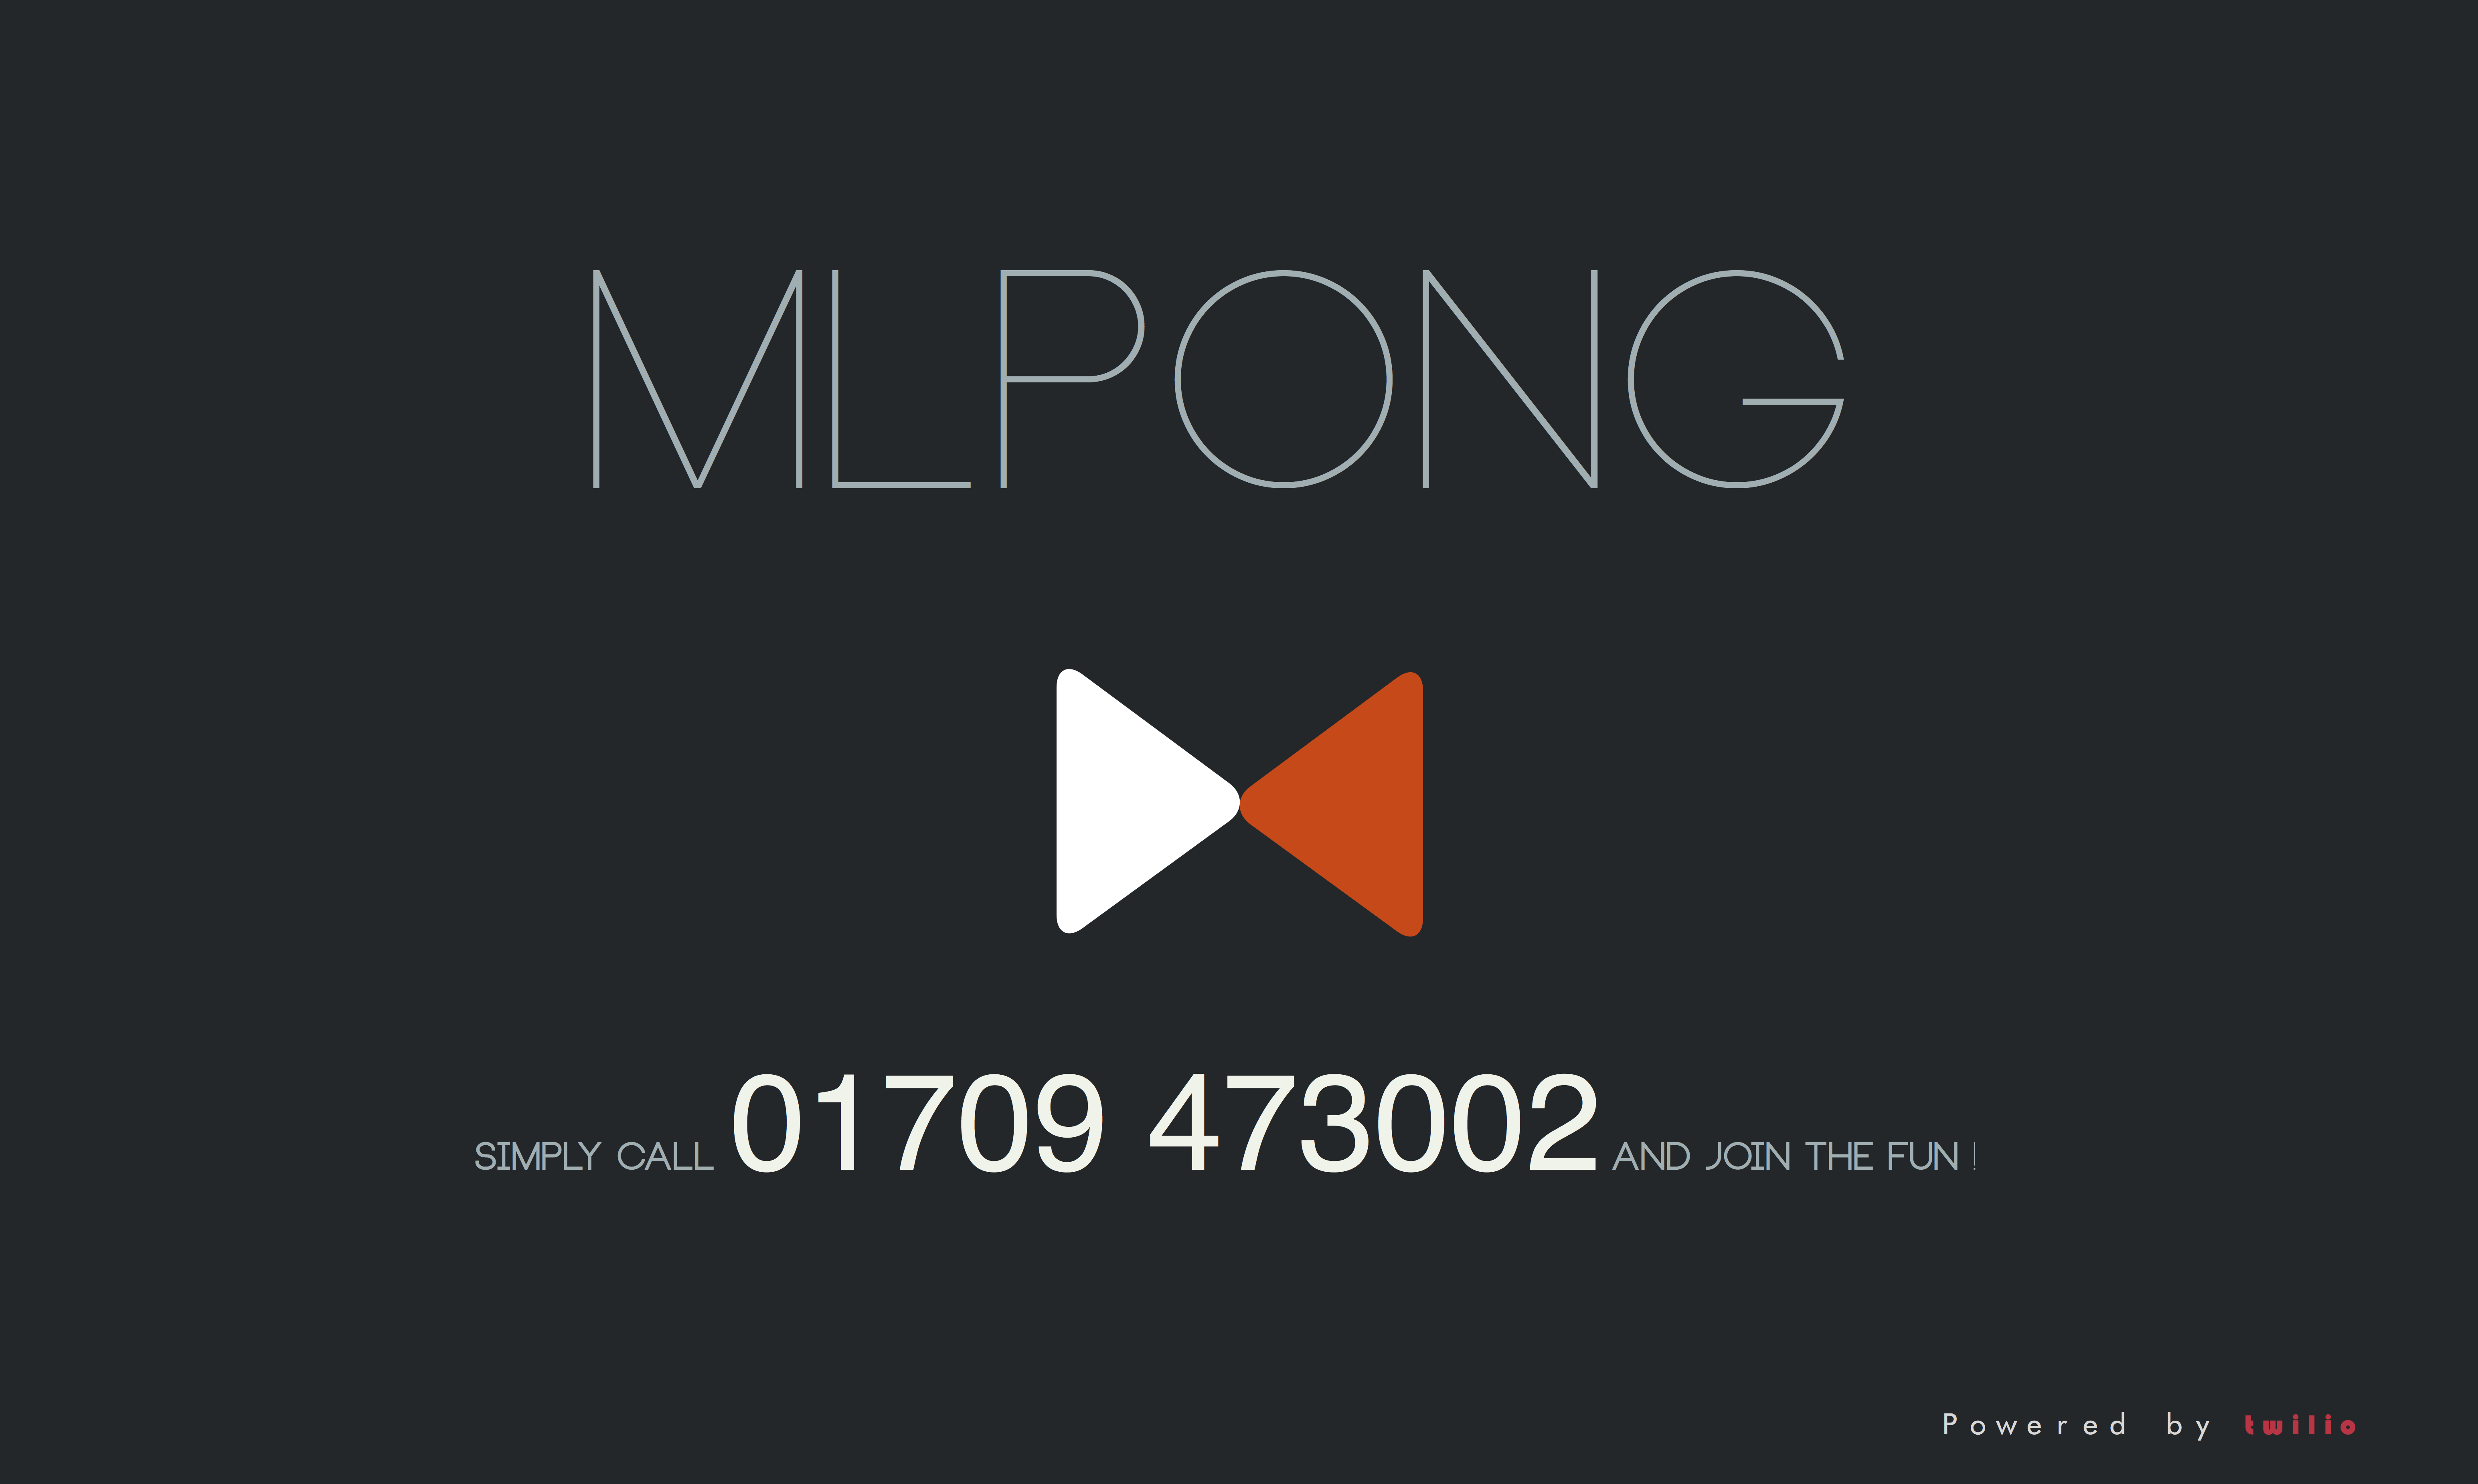 MLPONG
SIMPLY CALL 01709 473002 AND JOIN THE FUN !
Powered by twilio